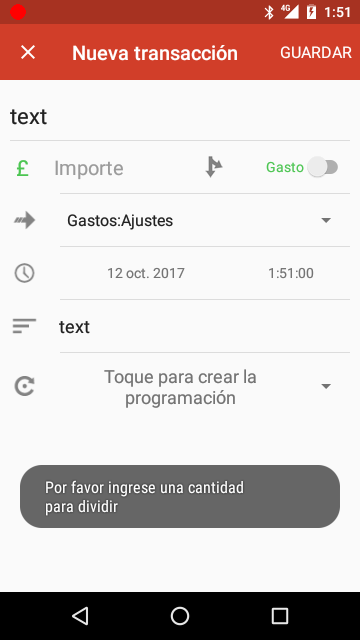 4G 1:51
Nueva transacción GUARDAR
text
£ Importe Gasto
Gastos:Ajustes
12 oct. 2017 1:51:00
text
Toque para crear la
programación
Por favor ingrese una cantidad
para dividir